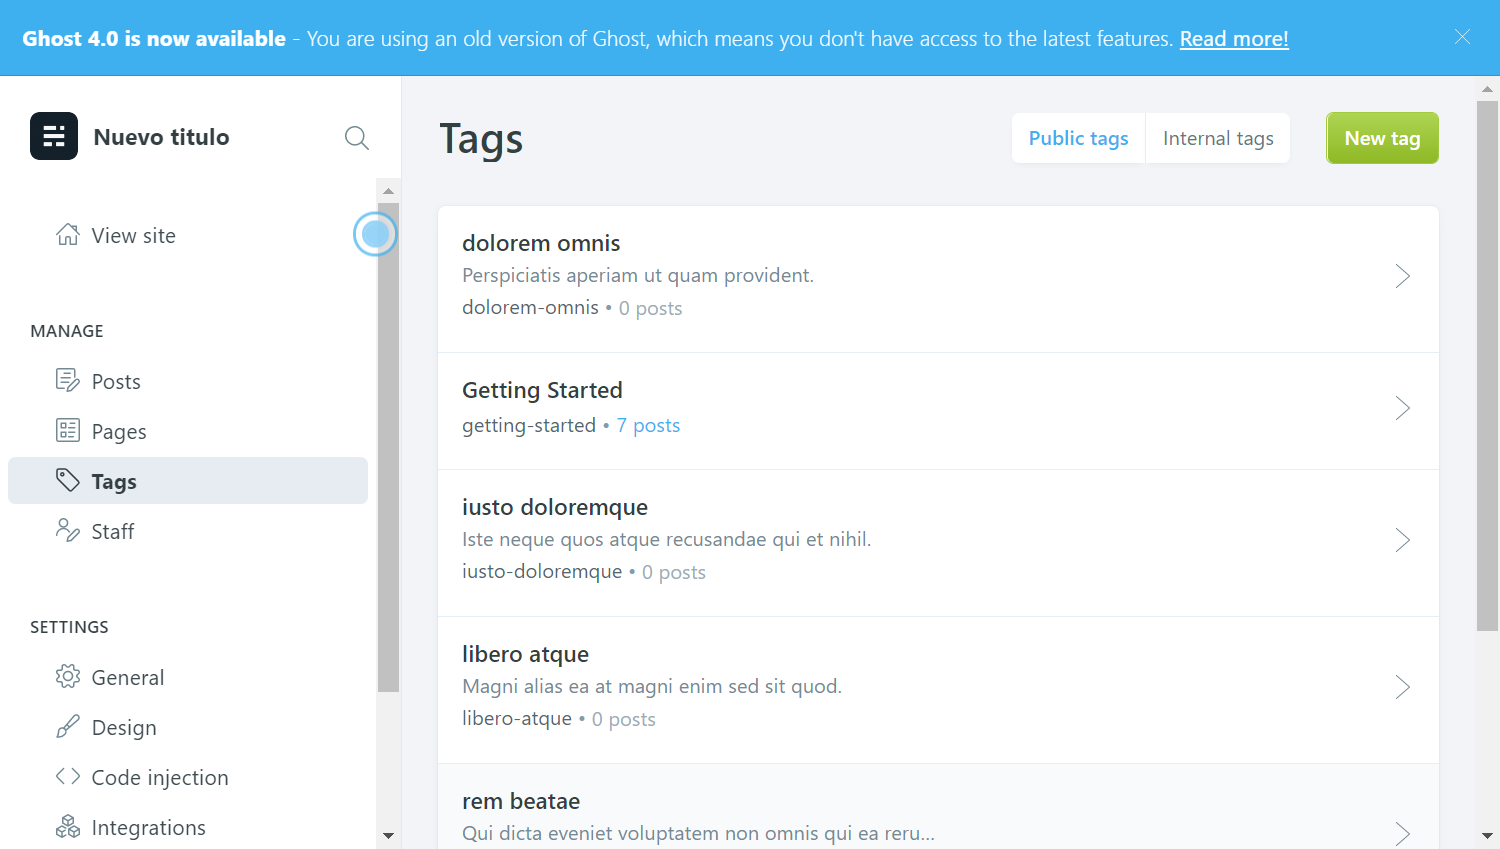 Ghost 4.0 is now available - You are using an old version of Ghost, which means you don't have access to the latest features. Read more!
Nuevo titulo
View site
MANAGE
Posts
Pages
Tags
Staff
SETTINGS
General
Design
Code injection
Integrations
Tags
Public tags
Internal tags
New tag
dolorem omnis
Perspiciatis aperiam ut quam provident.
dolorem-omnis • 0 posts
Getting Started
getting-started • 7 posts
iusto doloremque
Iste neque quos atque recusandae qui et nihil.
iusto-doloremque • 0 posts
libero atque
Magni alias ea at magni enim sed sit quod.
libero-atque • 0 posts
rem beatae
Qui dicta eveniet voluptatem non omnis qui ea reru...